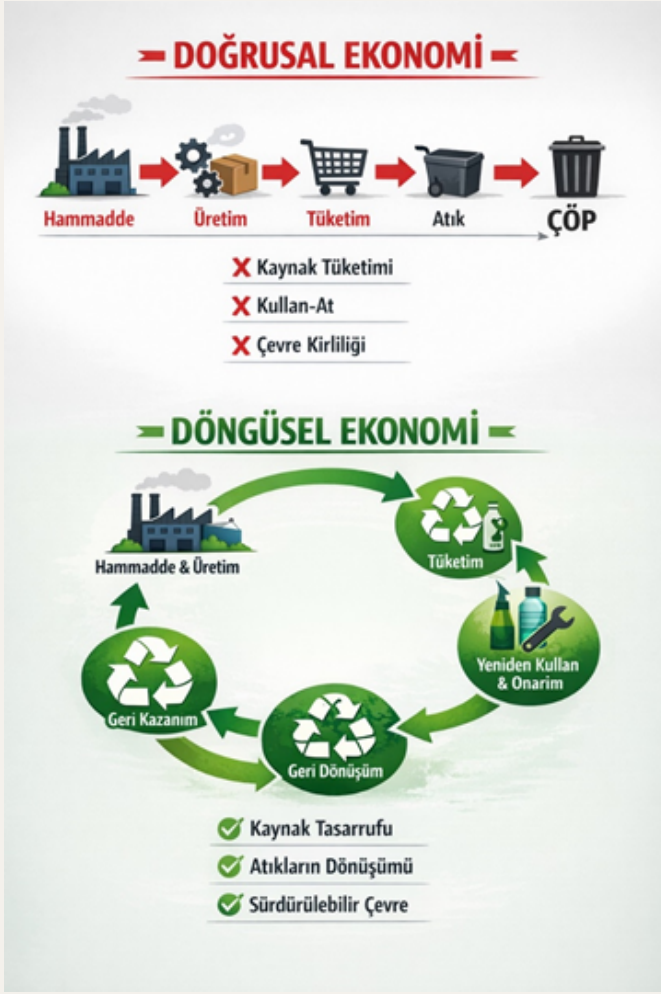 DOĞRUSAL EKONOMİ
Hammadde
Üretim
Tüketim
Atık
ÇÖP
Kaynak Tüketimi
Kullan-At
Çevre Kirliliği
DÖNGÜSEL EKONOMİ
Hammadde & Üretim
Tüketim
Yeniden Kullan
& Onarim
Geri Kazanım
Geri Dönüşüm
Kaynak Tasarrufu
Atıkların Dönüşümü
Sürdürülebilir Çevre